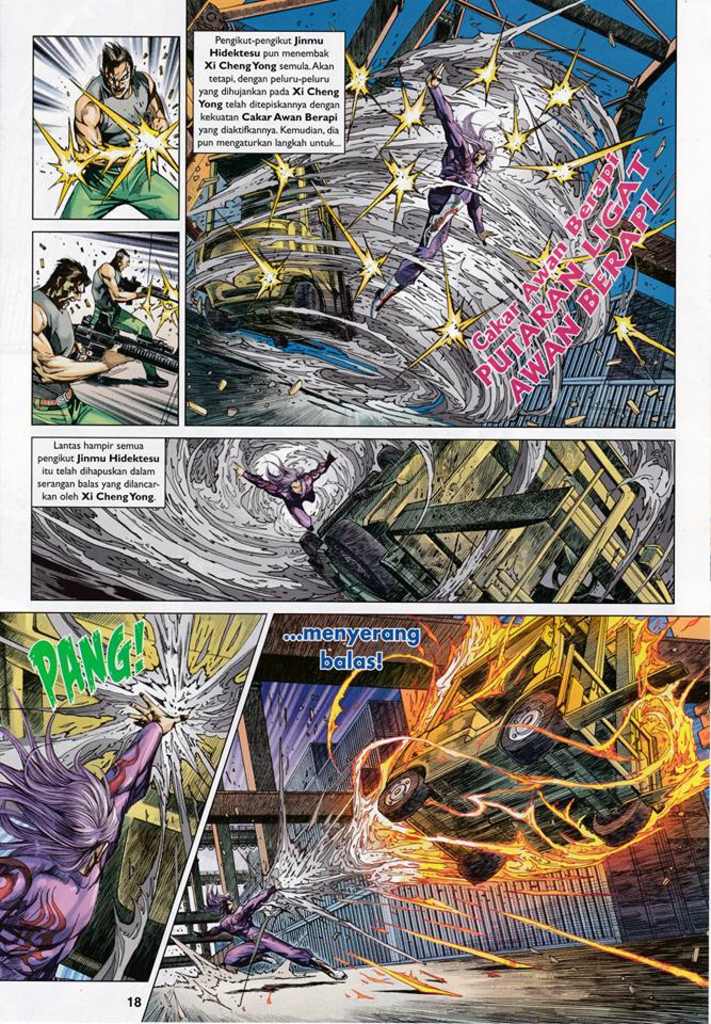 Pengikut-pengikut Jinmu
Hidektesu pun menembak
Xi Cheng Yong semula. Akan
tetapi, dengan peluru-peluru
yang dihujankan pada Xi Cheng
Yong telah ditepiskannya dengan
kekuatan Cakar Awan Berapi
yang diaktifkannya. Kemudian, dia
pun mengaturkan langkah untuk...
Cakar Awan Berapi
PUTARAN LIGAT
AWAN BERAPI
Lantas hampir semua
pengikut Jinmu Hidektesu
itu telah dihapuskan dalam
serangan balas yang dilancar-
kan oleh Xi Cheng Yong.
PANG!
...menyerang
balas!
18